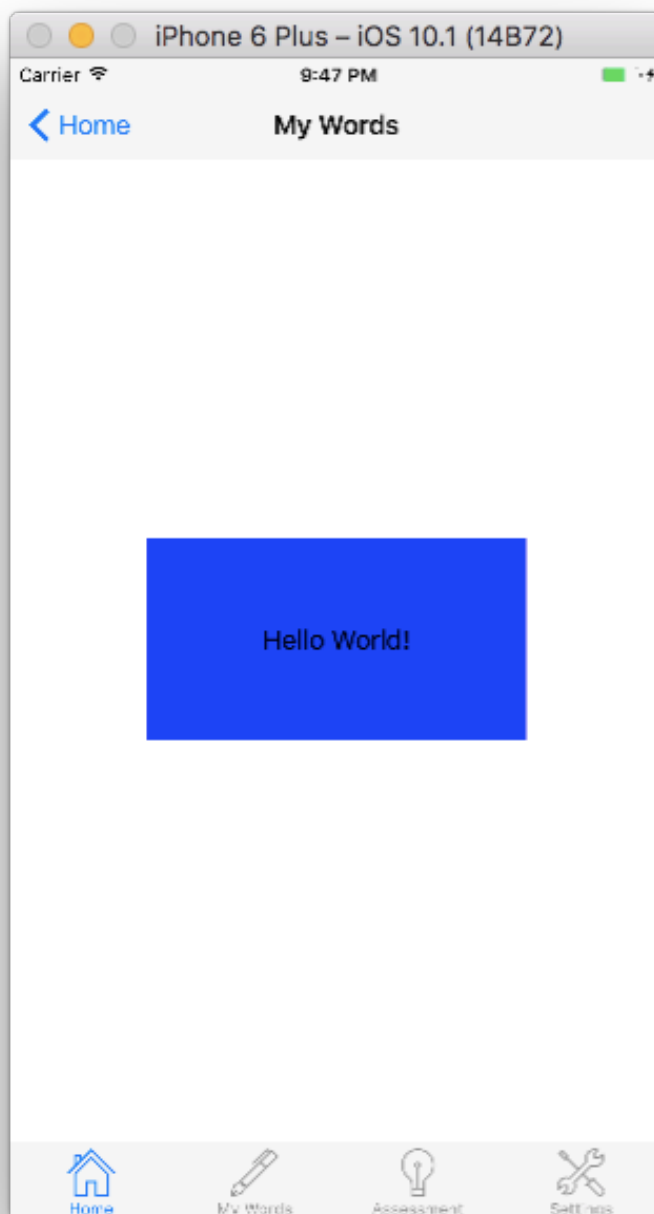 iPhone 6 Plus – iOS 10.1 (14B72)
Carrier 9:47 PM
Home My Words
Hello World!
Home My Words Assessment Settings